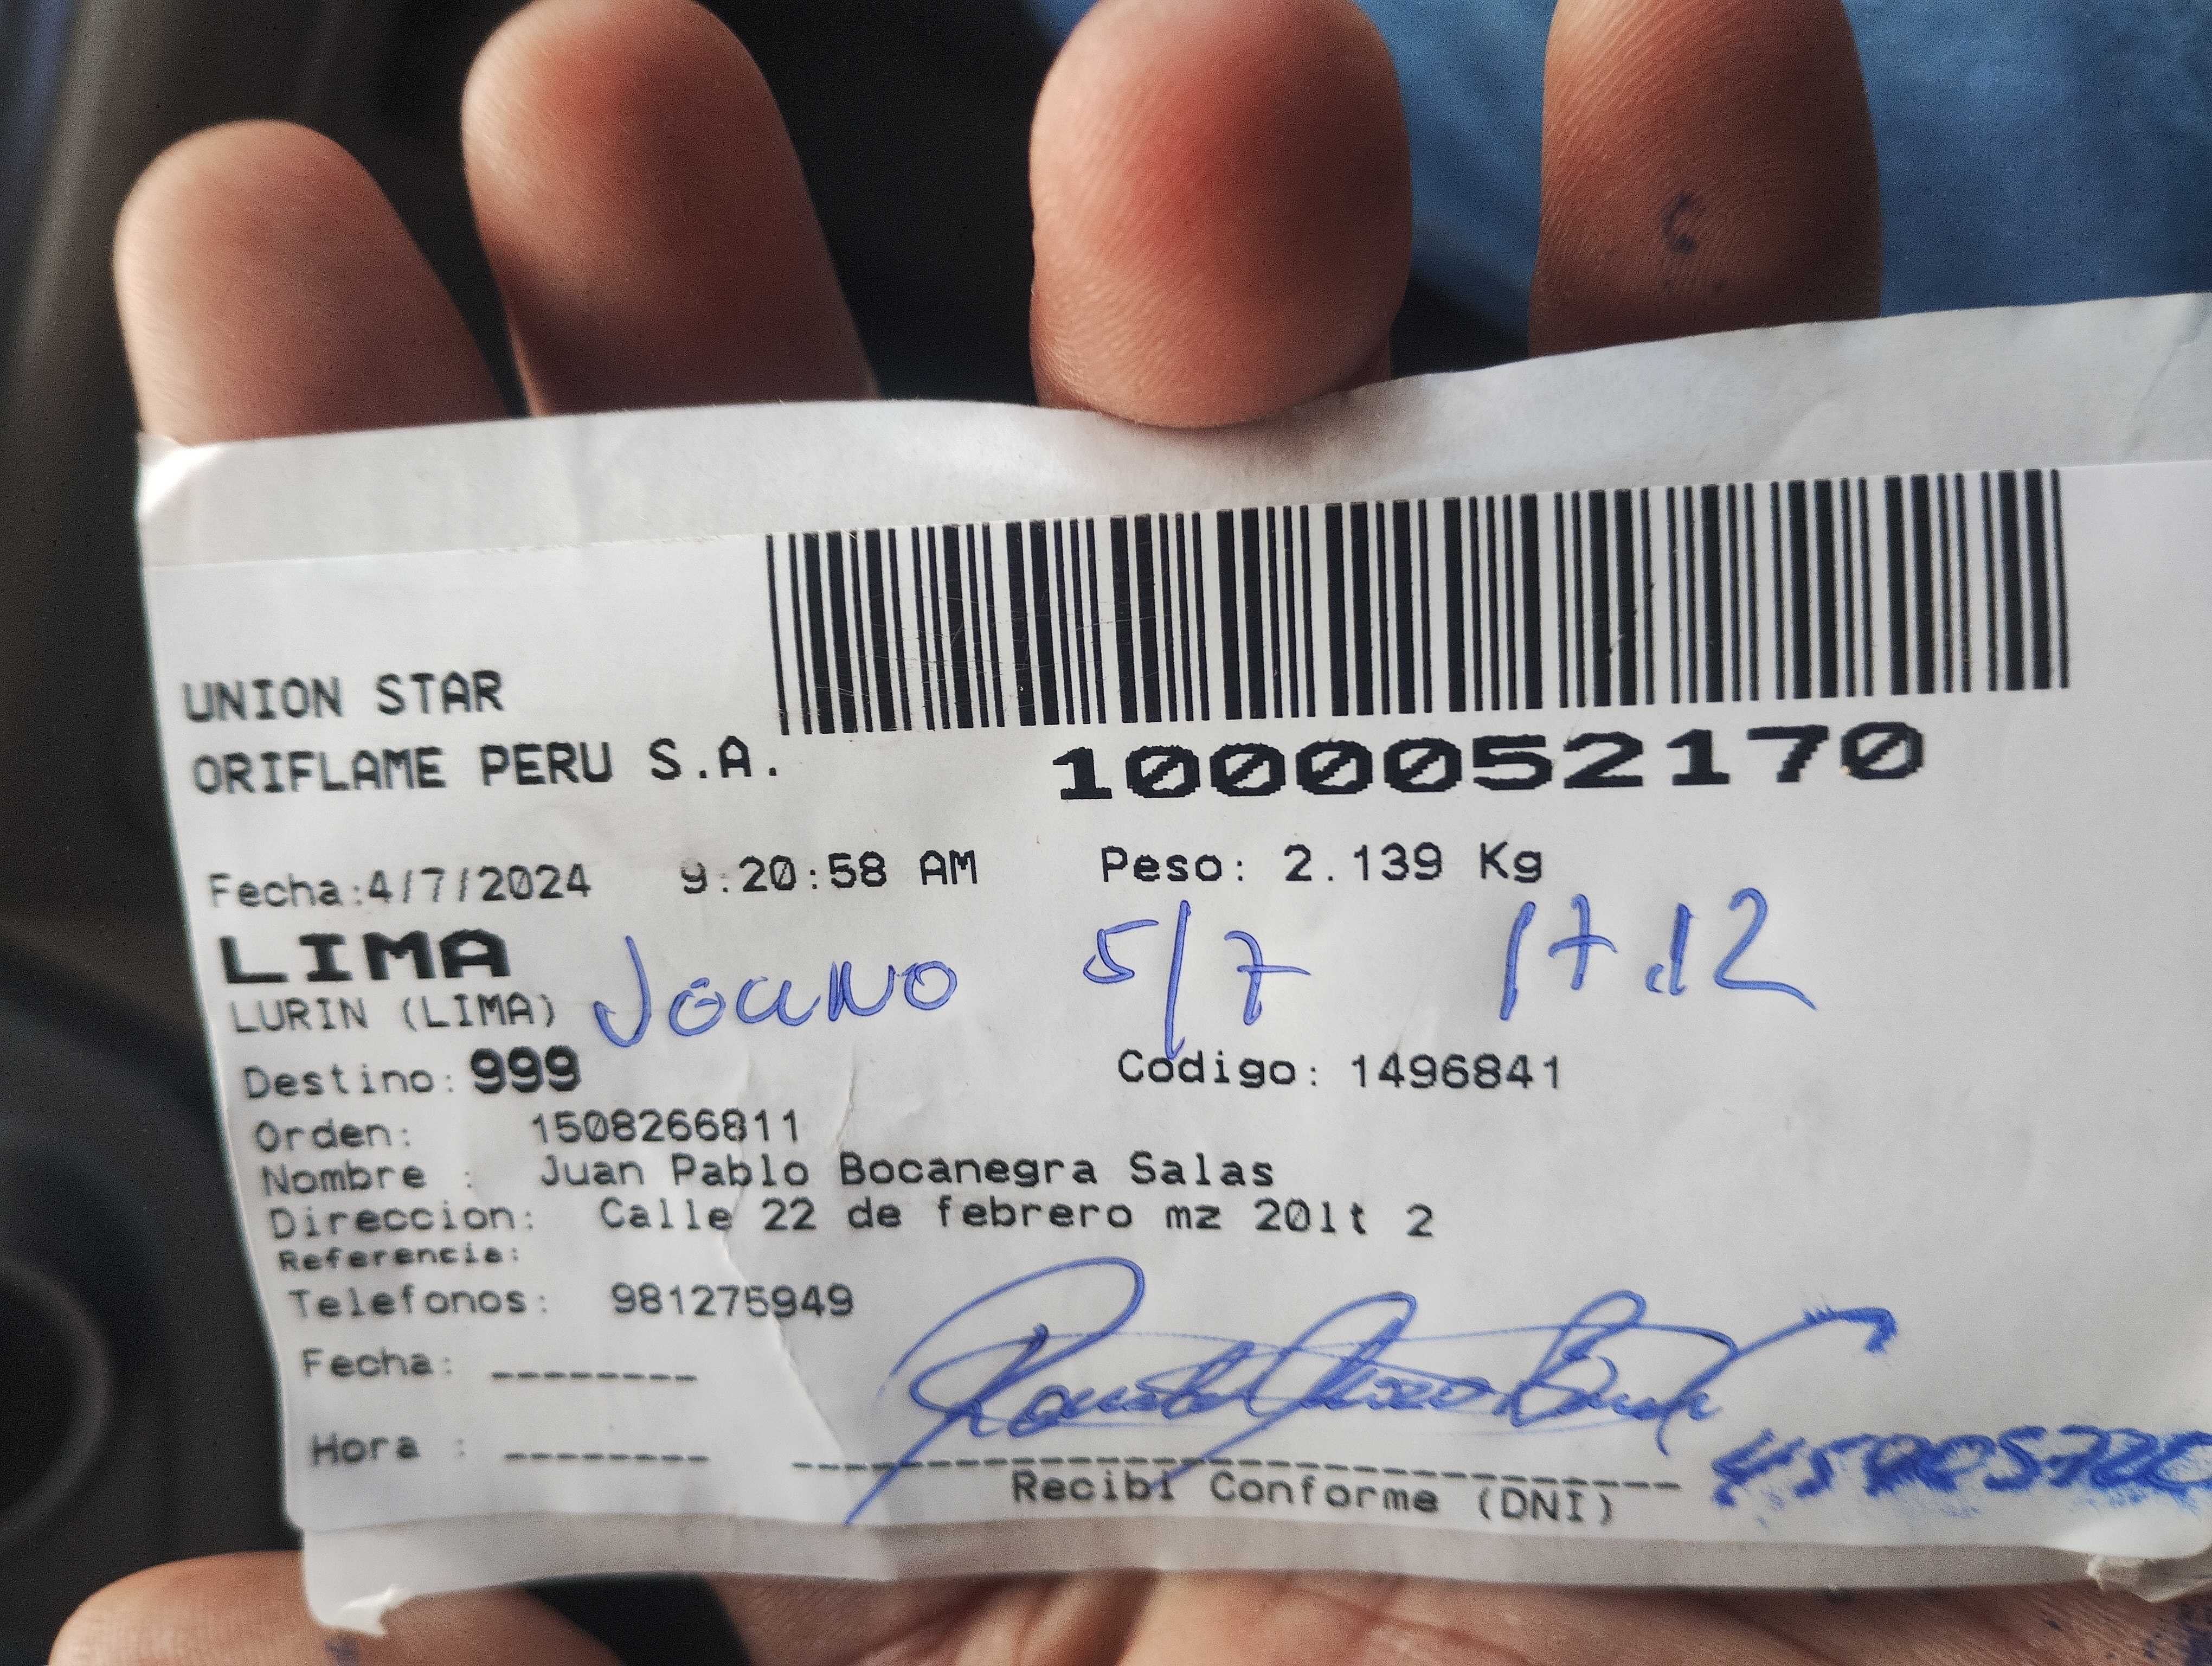 UNION STAR
ORIFLAME PERU S.A.
1000052170
Fecha:4/7/2024 9:20:58 AM Peso: 2.139 Kg
LIMA
5/7 17.12
LURIN (LIMA)
Destino: 999 Codigo: 1496841
Orden: 1508266811
Nombre : Juan Pablo Bocanegra Salas
Direccion: Calle 22 de febrero mz 20lt 2
Referencia:
Telefonos: 981275949
Fecha: --------
Hora : --------
Recibi Conforme (DNI)